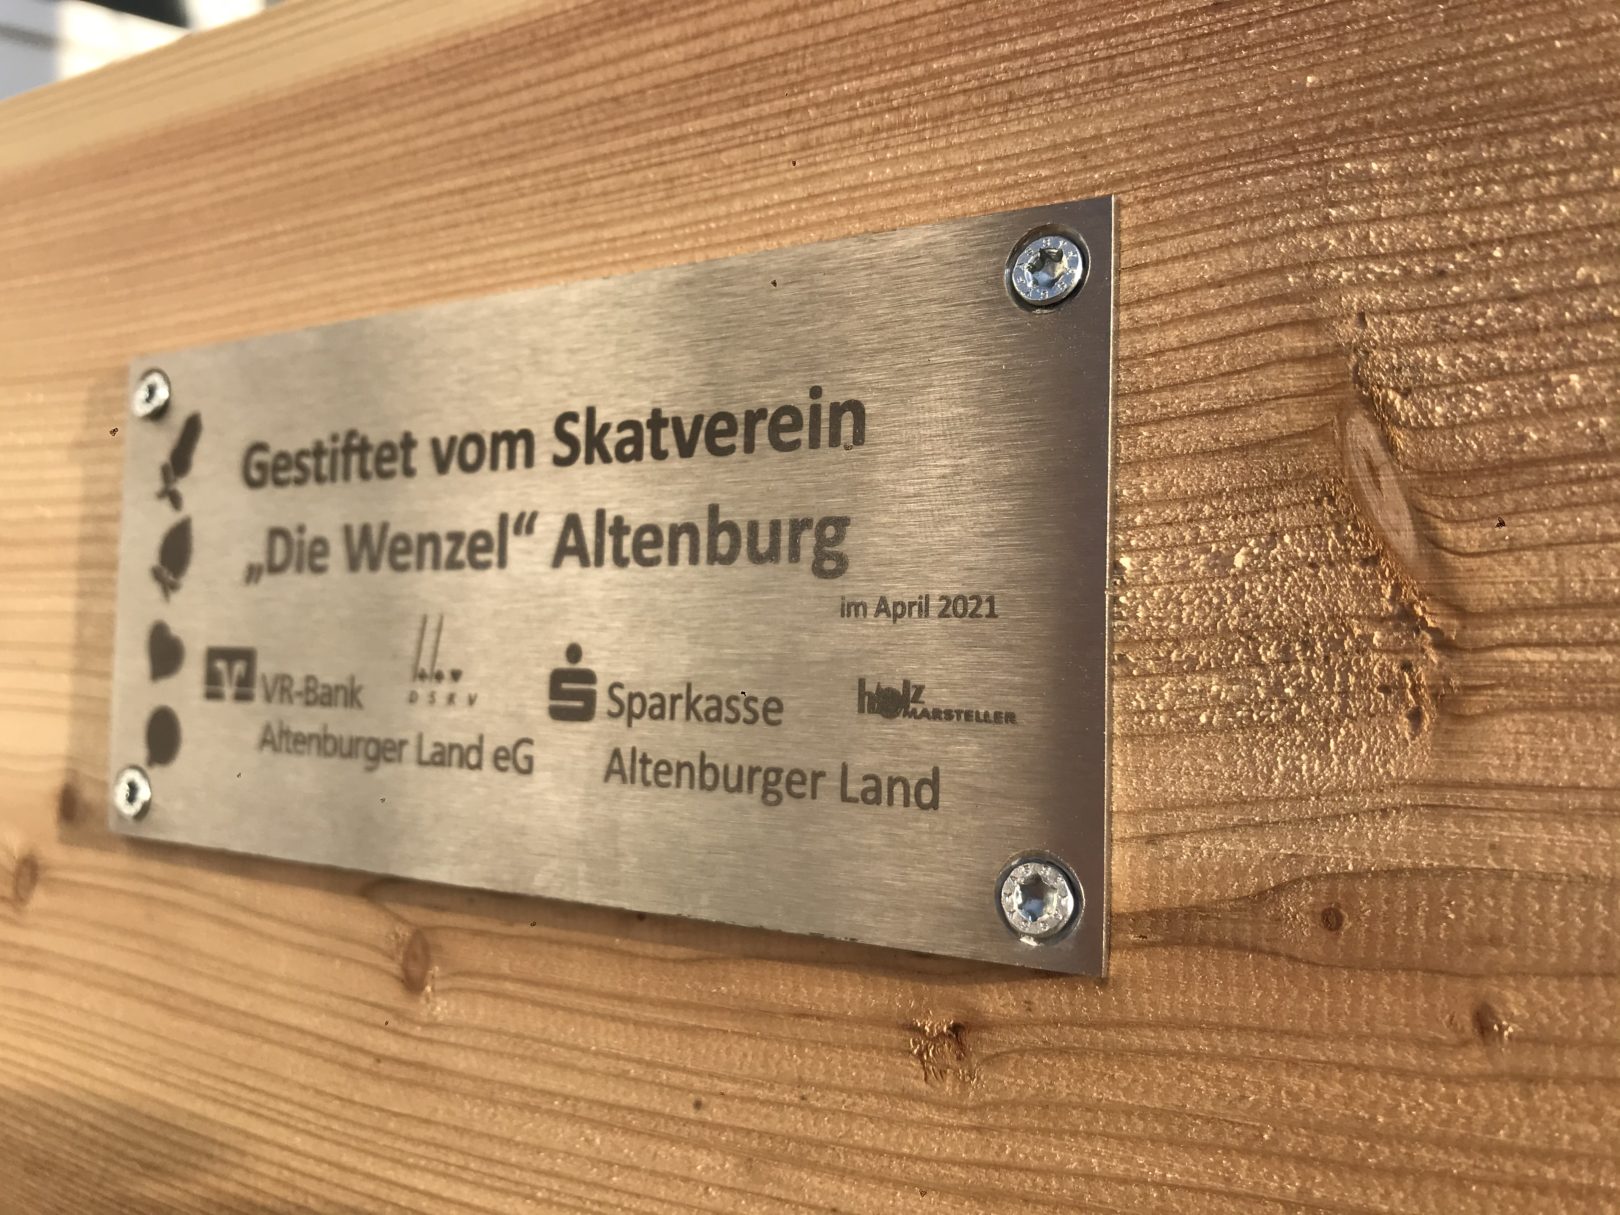 Gestiftet vom Skatverein
„Die Wenzel“ Altenburg
im April 2021
VR-Bank
Altenburger Land eG
DSKV
Sparkasse
Altenburger Land
holz
MARSTELLER